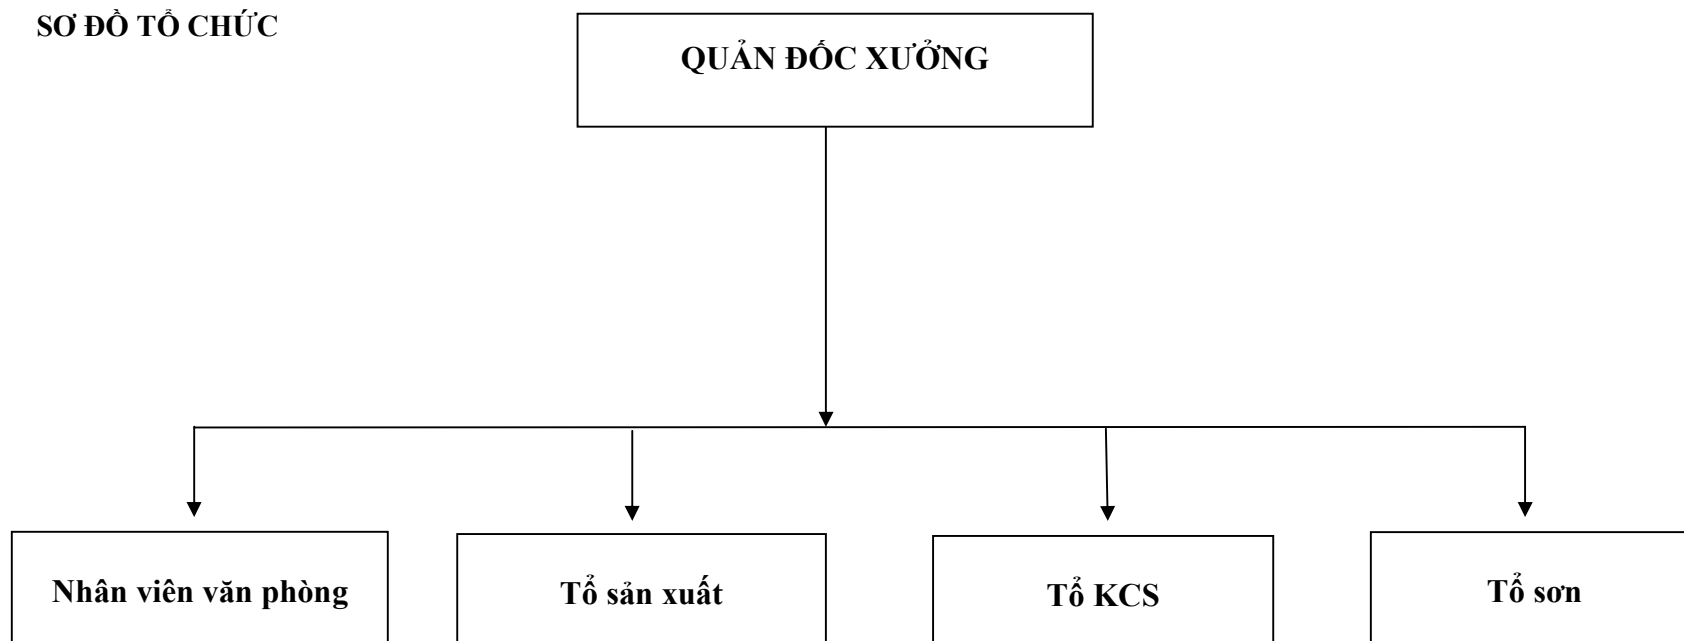 SƠ ĐỒ TỔ CHỨC
QUẢN ĐỐC XƯỞNG
Nhân viên văn phòng
Tổ sản xuất
Tổ KCS
Tổ sơn